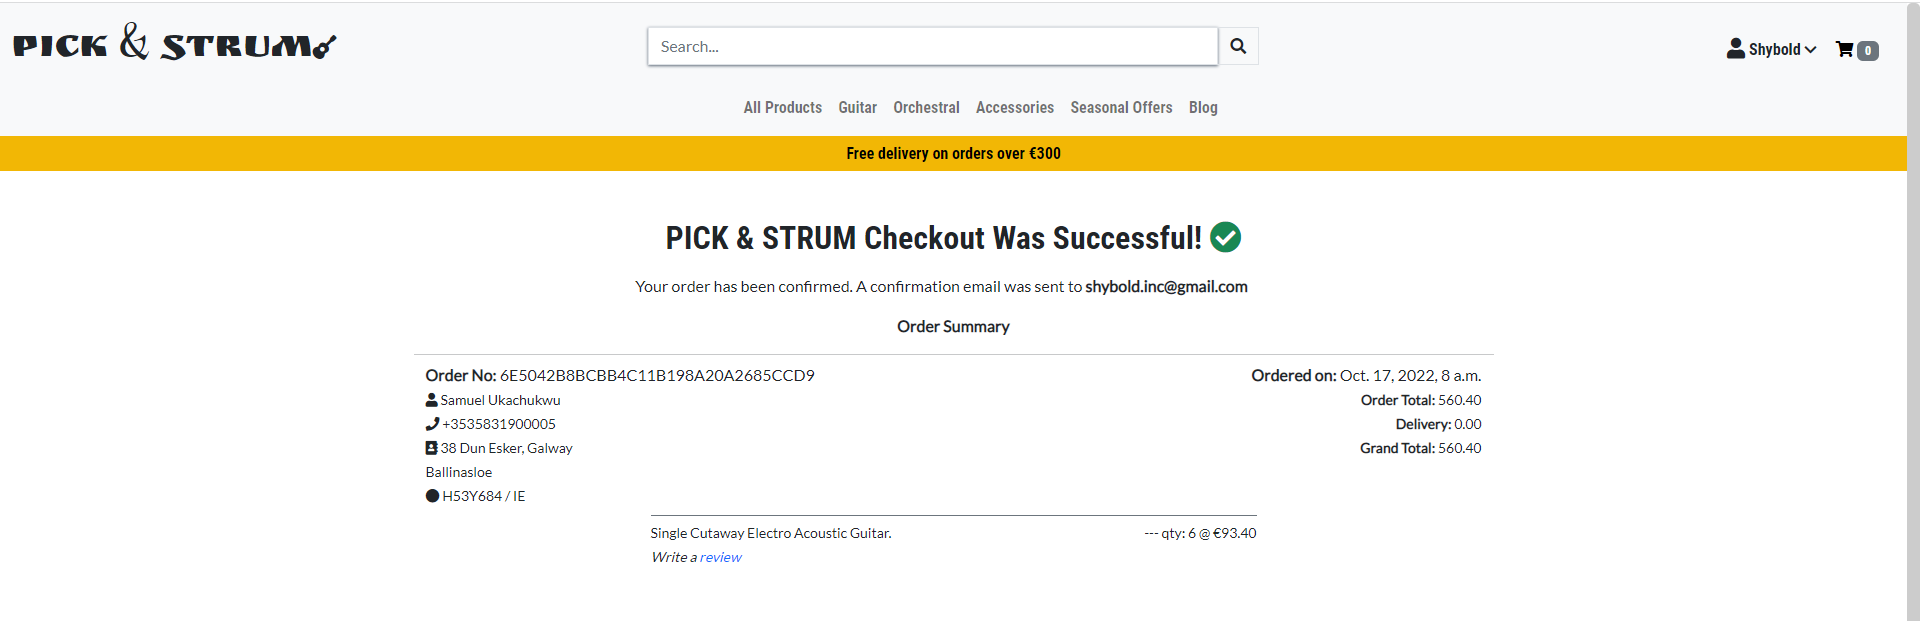 PICK & STRUM
Search...
Shybold
0
All Products Guitar Orchestral Accessories Seasonal Offers Blog
Free delivery on orders over €300
PICK & STRUM Checkout Was Successful!
Your order has been confirmed. A confirmation email was sent to shybold.inc@gmail.com
Order Summary
Order No: 6E5042B8BCBB4C11B198A20A2685CCD9
Samuel Ukachukwu
+3535831900005
38 Dun Esker, Galway
Ballinasloe
H53Y684 / IE
Ordered on: Oct. 17, 2022, 8 a.m.
Order Total: 560.40
Delivery: 0.00
Grand Total: 560.40
Single Cutaway Electro Acoustic Guitar. --- qty: 6 @ €93.40
Write a review